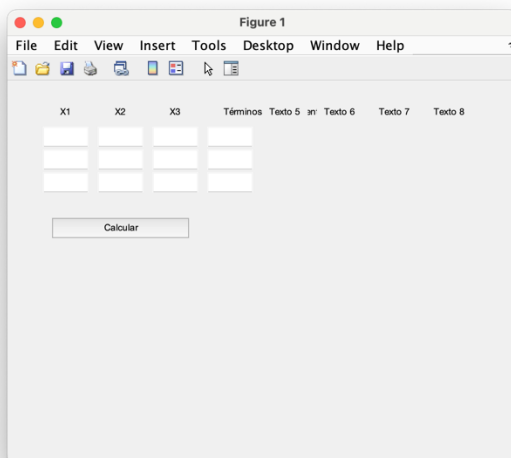 Figure 1
File Edit View Insert Tools Desktop Window Help
X1 X2 X3 Términos Texto 5 Texto 6 Texto 7 Texto 8
Calcular